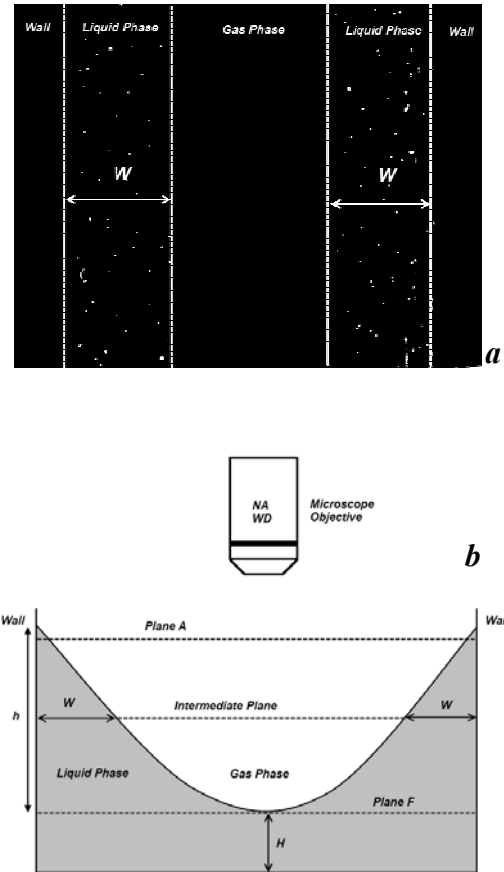 Wall Liquid Phase Gas Phase Liquid Phase Wall
W W
a
NA
WD
Microscope
Objective
b
Wall Wall
Plane A
W Intermediate Plane W
h
Liquid Phase Gas Phase
Plane F
H